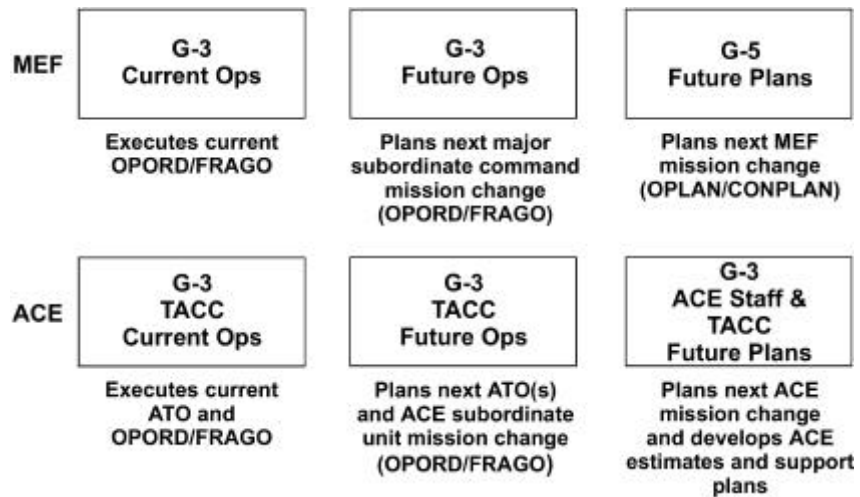 MEF
G-3
Current Ops
G-3
Future Ops
G-5
Future Plans
Executes current
OPORD/FRAGO
Plans next major
subordinate command
mission change
(OPORD/FRAGO)
Plans next MEF
mission change
(OPLAN/CONPLAN)
ACE
G-3
TACC
Current Ops
G-3
TACC
Future Ops
G-3
ACE Staff &
TACC
Future Plans
Executes current
ATO and
OPORD/FRAGO
Plans next ATO(s)
and ACE subordinate
unit mission change
(OPORD/FRAGO)
Plans next ACE
mission change
and develops ACE
estimates and support
plans